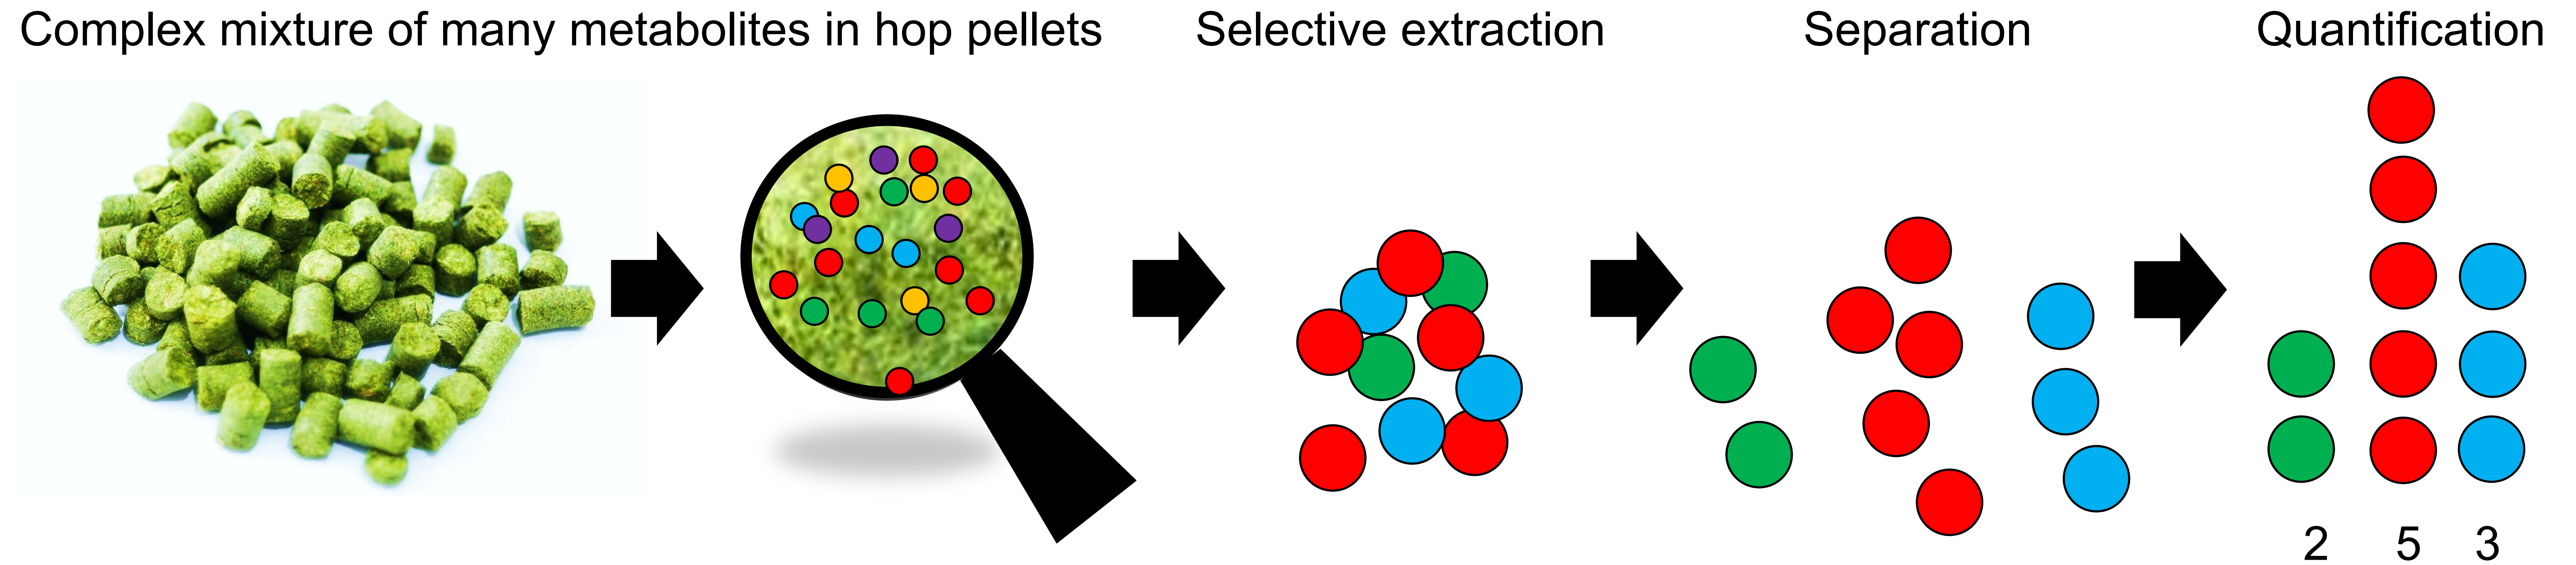 Complex mixture of many metabolites in hop pellets
Selective extraction
Separation
Quantification
2 5 3